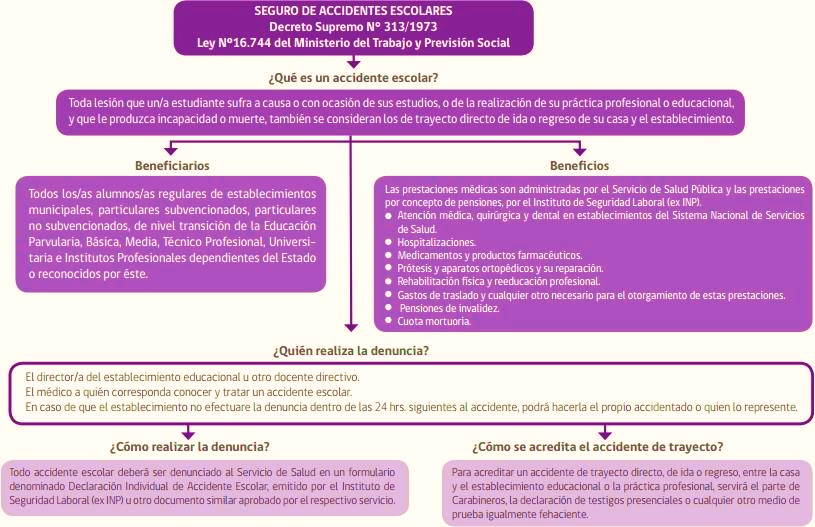 SEGURO DE ACCIDENTES ESCOLARES
Decreto Supremo Nº 313/1973
Ley Nº16.744 del Ministerio del Trabajo y Previsión Social
¿Qué es un accidente escolar?
Toda lesión que un/a estudiante sufra a causa o con ocasión de sus estudios, o de la realización de su práctica profesional o educacional,
y que le produzca incapacidad o muerte, también se consideran los de trayecto directo de ida o regreso de su casa y el establecimiento.
Beneficiarios
Todos los/as alumnos/as regulares de establecimientos
municipales, particulares subvencionados, particulares
no subvencionados, de nivel transición de la Educación
Parvularia, Básica, Media, Técnico Profesional, Universi-
taria e Institutos Profesionales dependientes del Estado
o reconocidos por éste.
Beneficios
Las prestaciones médicas son administradas por el Servicio de Salud Pública y las prestaciones
por concepto de pensiones, por el Instituto de Seguridad Laboral (ex INP).
● Atención médica, quirúrgica y dental en establecimientos del Sistema Nacional de Servicios
de Salud.
● Hospitalizaciones.
● Medicamentos y productos farmacéuticos.
● Prótesis y aparatos ortopédicos y su reparación.
● Rehabilitación física y reeducación profesional.
● Gastos de traslado y cualquier otro necesario para el otorgamiento de estas prestaciones.
● Pensiones de invalidez.
● Cuota mortuoria.
¿Quién realiza la denuncia?
El director/a del establecimiento educacional u otro docente directivo.
El médico a quién corresponda conocer y tratar un accidente escolar.
En caso de que el establecimiento no efectuare la denuncia dentro de las 24 hrs. siguientes al accidente, podrá hacerla el propio accidentado o quien lo represente.
¿Cómo realizar la denuncia?
Todo accidente escolar deberá ser denunciado al Servicio de Salud en un formulario
denominado Declaración Individual de Accidente Escolar, emitido por el Instituto de
Seguridad Laboral (ex INP) u otro documento similar aprobado por el respectivo servicio.
¿Cómo se acredita el accidente de trayecto?
Para acreditar un accidente de trayecto directo, de ida o regreso, entre la casa
y el establecimiento educacional o la práctica profesional, servirá el parte de
Carabineros, la declaración de testigos presenciales o cualquier otro medio de
prueba igualmente fehaciente.